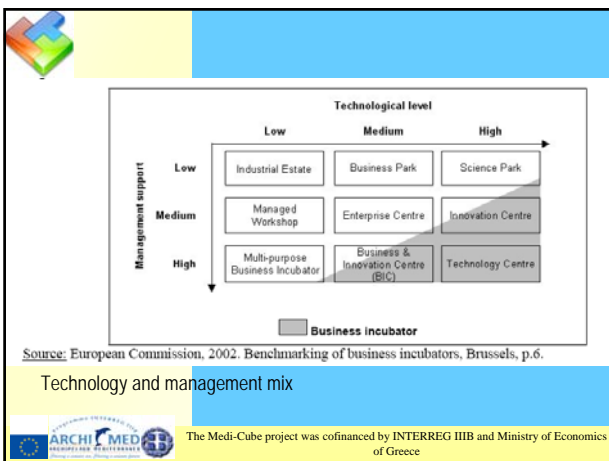 Technological level
Low Medium High
Management support
Low
Industrial Estate
Business Park
Science Park
Medium
Managed
Workshop
Enterprise Centre
Innovation Centre
High
Multi-purpose
Business Incubator
Business &
Innovation Centre
(BIC)
Technology Centre
Business incubator
Source: European Commission, 2002. Benchmarking of business incubators, Brussels, p.6.
Technology and management mix
ARCHIMED
The Medi-Cube project was cofinanced by INTERREG IIIB and Ministry of Economics
of Greece